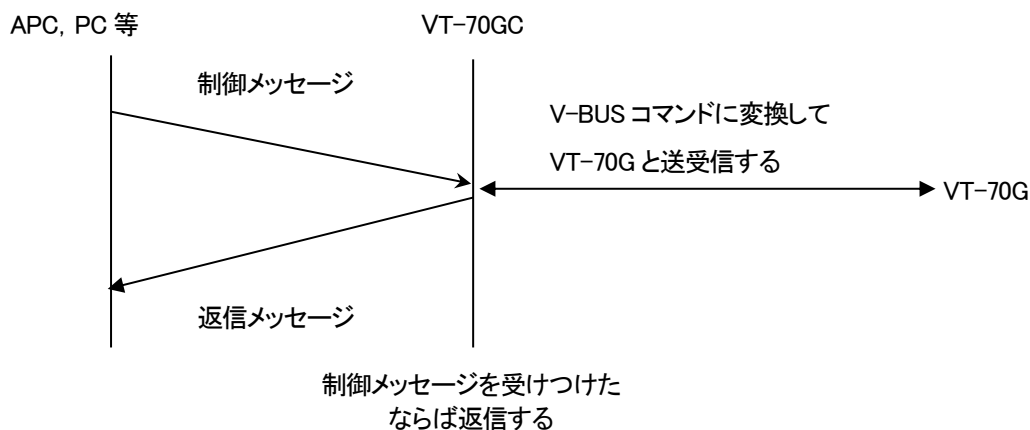 APC, PC 等
VT-70GC
制御メッセージ
V-BUS コマンドに変換して
VT-70G と送受信する
VT-70G
返信メッセージ
制御メッセージを受けつけた
ならば返信する